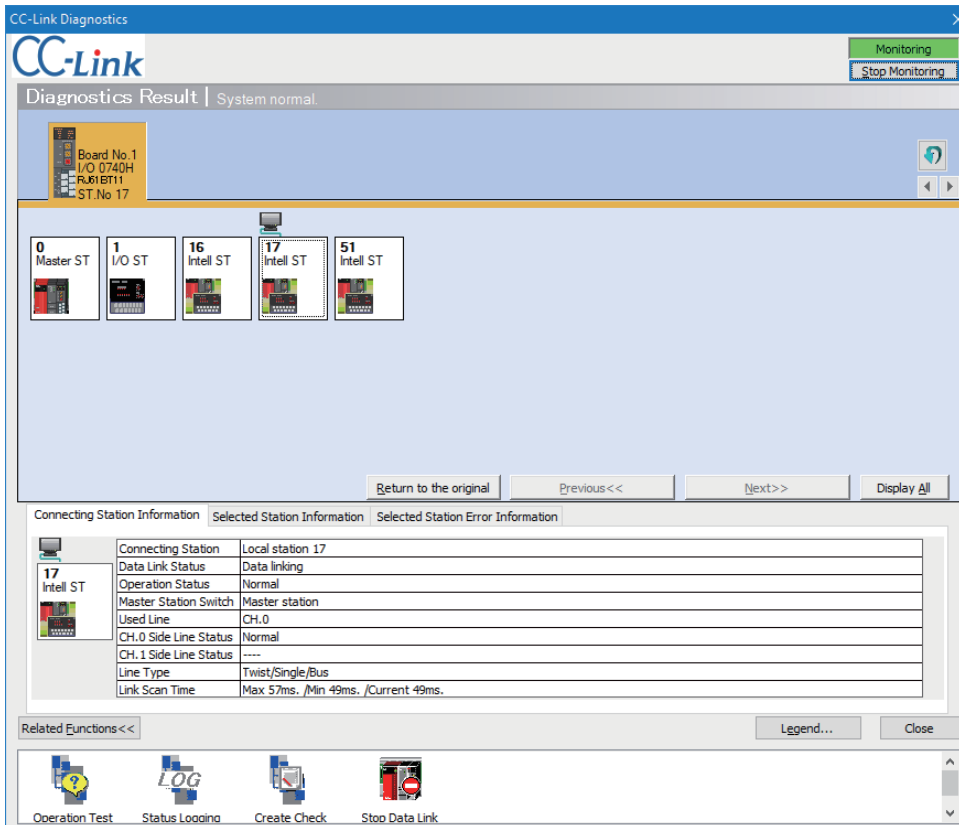 CC-Link Diagnostics
CC-Link
Monitoring
Stop Monitoring
Diagnostics Result | System normal.
Board No.1
I/O 0740H
RJ61BT11
ST.No 17
0
Master ST
1
I/O ST
16
Intell ST
17
Intell ST
51
Intell ST
Return to the original
Previous<<
Next>>
Display All
Connecting Station Information
Selected Station Information
Selected Station Error Information
17
Intell ST
Connecting Station Local station 17
Data Link Status Data linking
Operation Status Normal
Master Station Switch Master station
Used Line CH.0
CH.0 Side Line Status Normal
CH.1 Side Line Status ----
Line Type Twist/Single/Bus
Link Scan Time Max 57ms. /Min 49ms. /Current 49ms.
Related Functions<<
Legend...
Close
LOG
Operation Test
Status Logging
Create Check
Stop Data Link